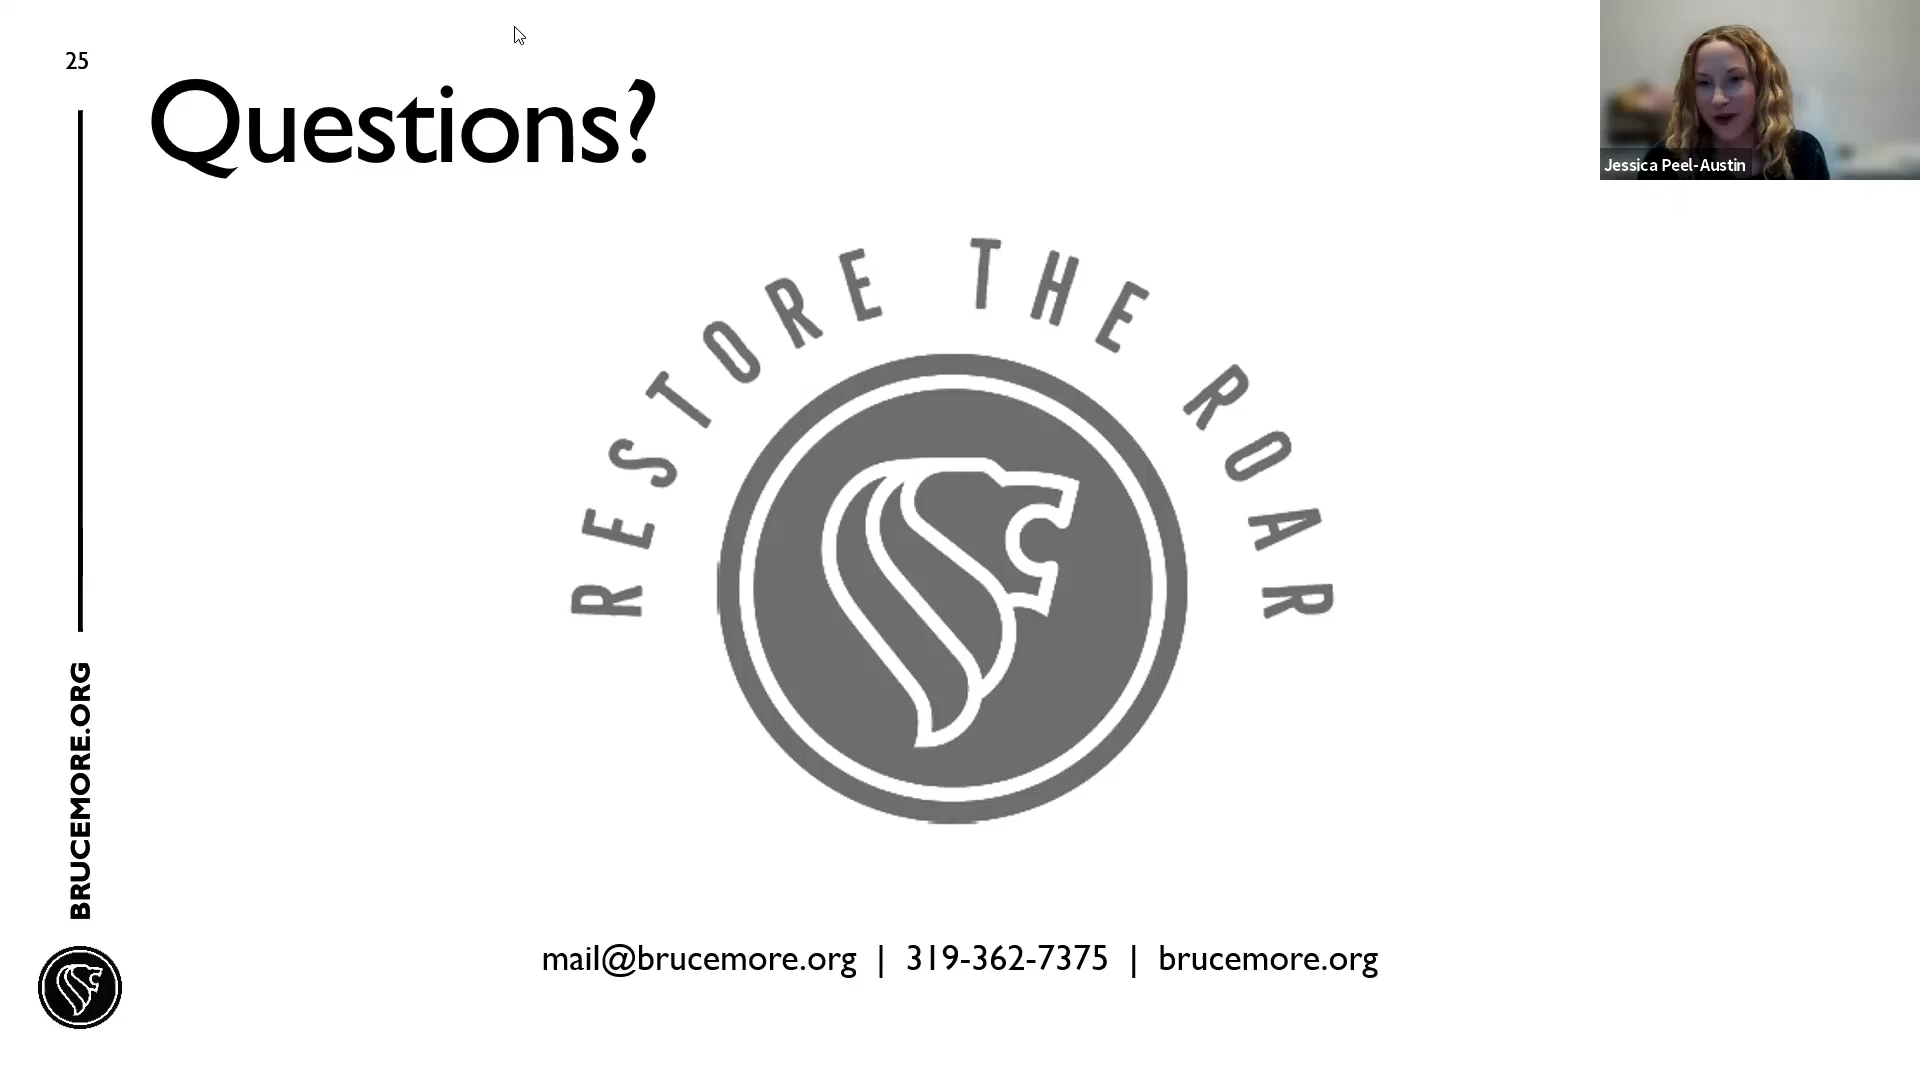 25
Questions?
Jessica Peel-Austin
RESTORE THE ROAR
BRUCEMORE.ORG
mail@brucemore.org | 319-362-7375 | brucemore.org